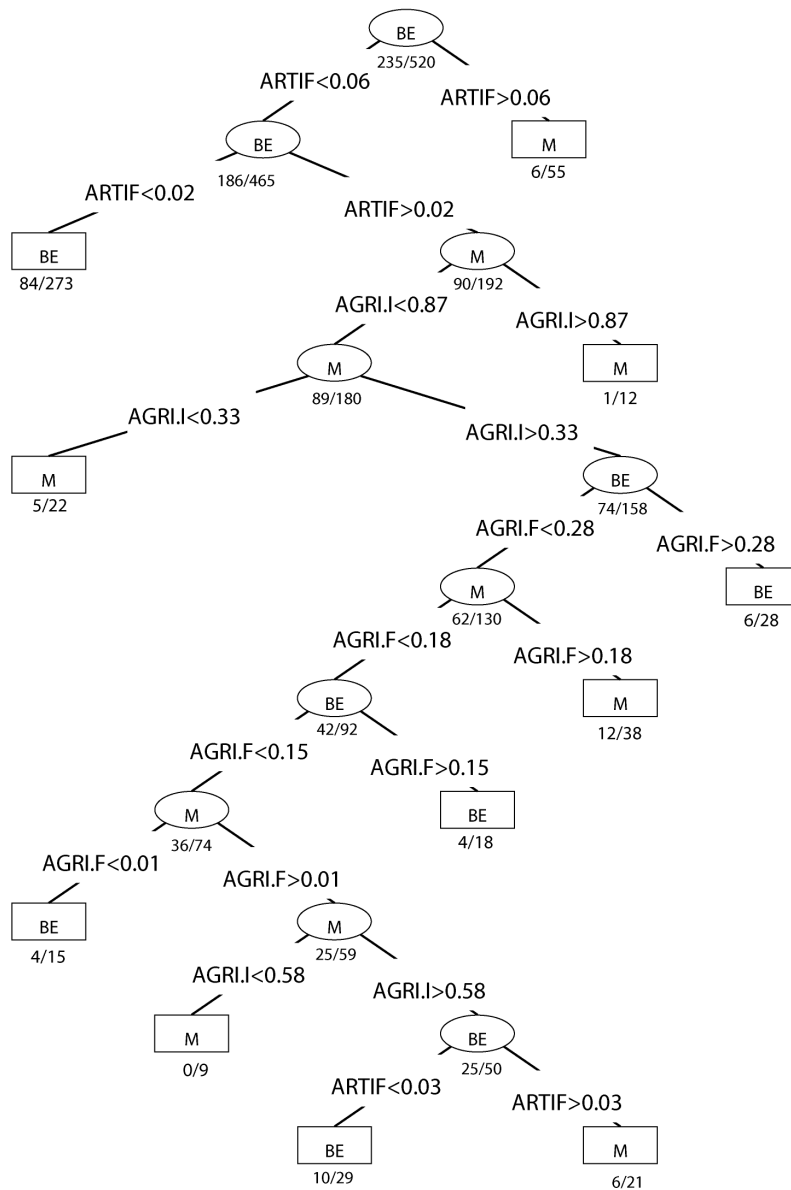 BE
235/520
ARTIF<0.06
ARTIF>0.06
BE
186/465
M
6/55
ARTIF<0.02
ARTIF>0.02
BE
84/273
M
90/192
AGRI.I<0.87
AGRI.I>0.87
M
89/180
M
1/12
AGRI.I<0.33
AGRI.I>0.33
M
5/22
BE
74/158
AGRI.F<0.28
AGRI.F>0.28
M
62/130
BE
6/28
AGRI.F<0.18
AGRI.F>0.18
BE
42/92
M
12/38
AGRI.F<0.15
AGRI.F>0.15
M
36/74
BE
4/18
AGRI.F<0.01
AGRI.F>0.01
BE
4/15
M
25/59
AGRI.I<0.58
AGRI.I>0.58
M
0/9
BE
25/50
ARTIF<0.03
ARTIF>0.03
BE
10/29
M
6/21